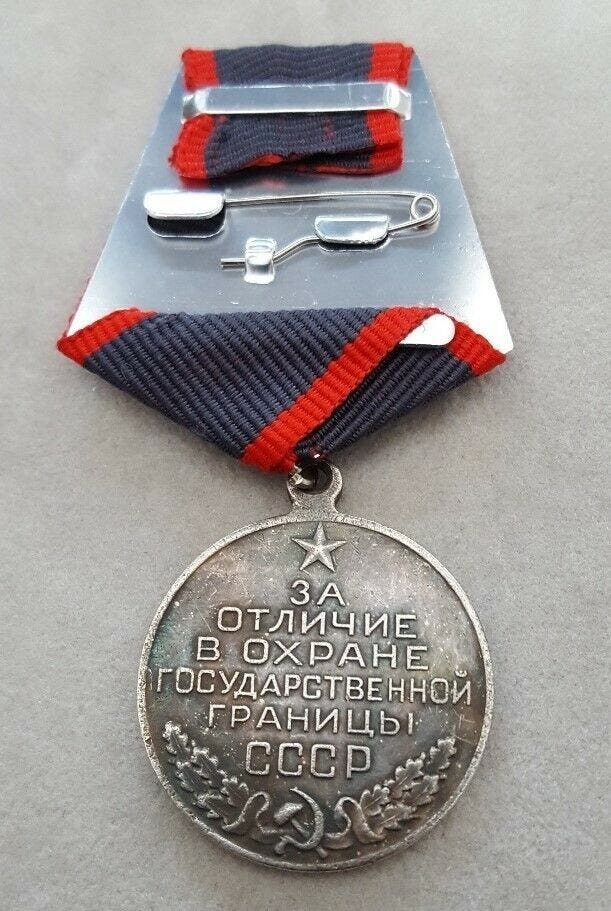 ЗА
ОТЛИЧИЕ
В ОХРАНЕ
ГОСУДАРСТВЕННОЙ
ГРАНИЦЫ
СССР